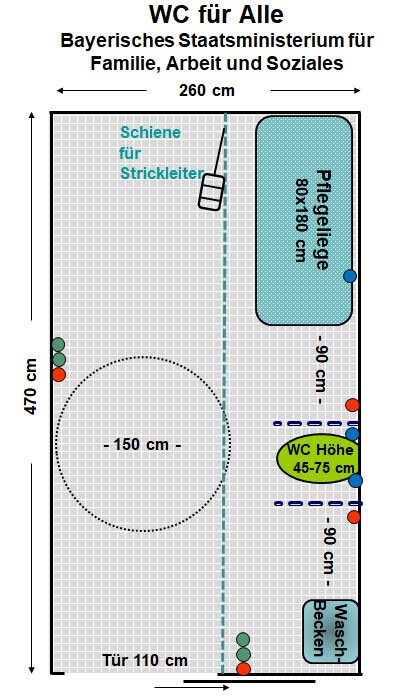 WC für Alle
Bayerisches Staatsministerium für
Familie, Arbeit und Soziales
260 cm
Schiene
für
Strickleiter
Pflegeliege
80x180 cm
- 90 cm -
470 cm
- 150 cm -
WC Höhe
45-75 cm
- 90 cm -
Wasch-
Becken
Tür 110 cm